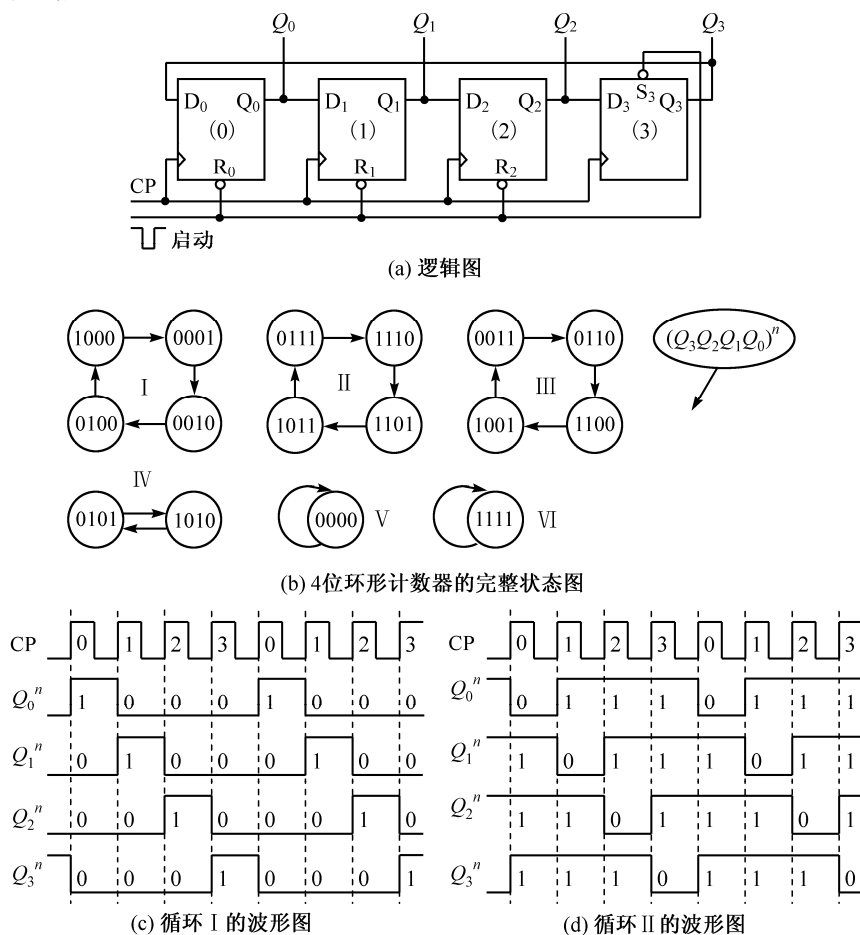 Q₀ Q₁ Q₂ Q₃
D₀ Q₀ D₁ Q₁ D₂ Q₂ D₃ S₃ Q₃
(0) (1) (2) (3)
R₀ R₁ R₂
CP
启动
(a) 逻辑图
1000 0001 0111 1110 0011 0110 (Q₃Q₂Q₁Q₀)ⁿ
Ⅰ Ⅱ Ⅲ
0100 0010 1011 1101 1001 1100
Ⅳ
0101 1010 0000 Ⅴ 1111 Ⅵ
(b) 4位环形计数器的完整状态图
CP 0 1 2 3 0 1 2 3
Q₀ⁿ 1 0 0 0 1 0 0 0
Q₁ⁿ 0 1 0 0 0 1 0 0
Q₂ⁿ 0 0 1 0 0 0 1 0
Q₃ⁿ 0 0 0 1 0 0 0 1
(c) 循环Ⅰ的波形图
CP 0 1 2 3 0 1 2 3
Q₀ⁿ 0 1 1 1 0 1 1 1
Q₁ⁿ 1 0 1 1 1 0 1 1
Q₂ⁿ 1 1 0 1 1 1 0 1
Q₃ⁿ 1 1 1 0 1 1 1 0
(d) 循环Ⅱ的波形图